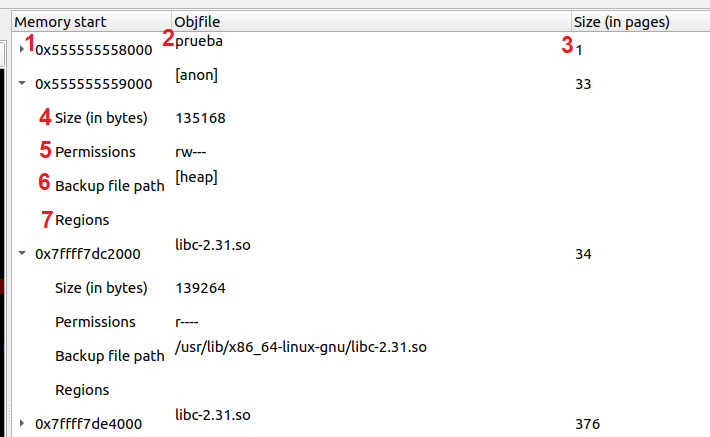 Memory start Objfile Size (in pages)
1 0x555555558000 2 prueba 3 1
0x555555559000 [anon] 33
4 Size (in bytes) 135168
5 Permissions rw---
6 Backup file path [heap]
7 Regions
0x7ffff7dc2000 libc-2.31.so 34
Size (in bytes) 139264
Permissions r----
Backup file path /usr/lib/x86_64-linux-gnu/libc-2.31.so
Regions
0x7ffff7de4000 libc-2.31.so 376